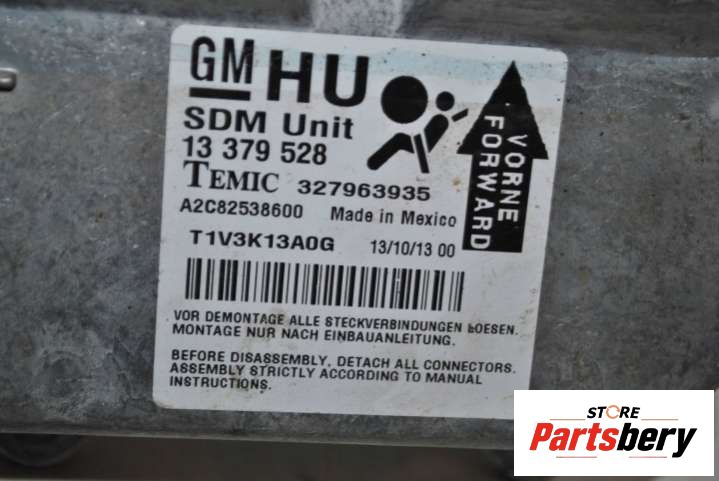 GM HU
SDM Unit
13 379 528
TEMIC 327963935
A2C82538600 Made in Mexico
T1V3K13A0G 13/10/13 00
VORNE
FORWARD
VOR DEMONTAGE ALLE STECKVERBINDUNGEN LOESEN.
MONTAGE NUR NACH EINBAUANLEITUNG.
BEFORE DISASSEMBLY, DETACH ALL CONNECTORS.
ASSEMBLY STRICTLY ACCORDING TO MANUAL
INSTRUCTIONS.
STORE
Partsbery